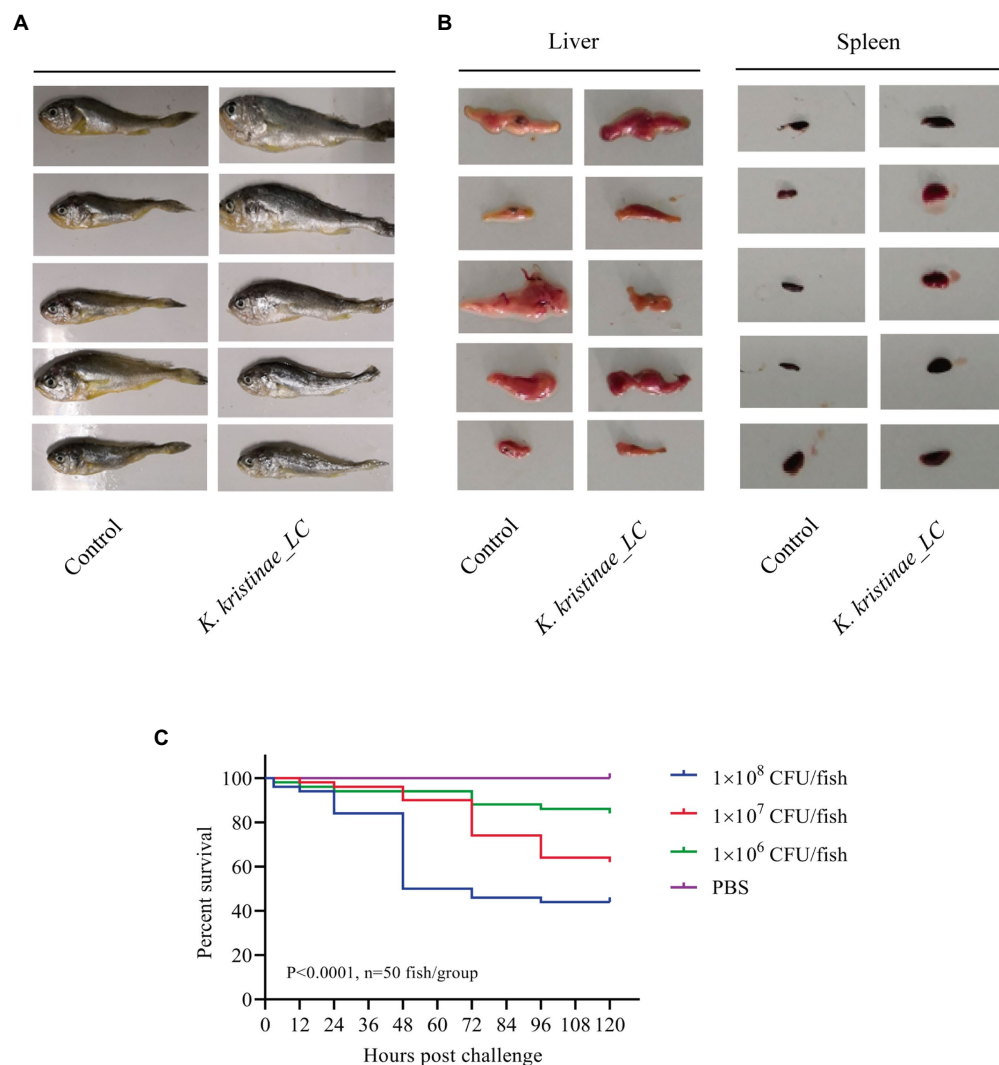 A
B
Liver
Spleen
Control
K. kristinae_LC
Control
K. kristinae_LC
Control
K. kristinae_LC
C
Percent survival
100
80
60
40
20
0
P<0.0001, n=50 fish/group
0 12 24 36 48 60 72 84 96 108 120
Hours post challenge
1×10⁸ CFU/fish
1×10⁷ CFU/fish
1×10⁶ CFU/fish
PBS